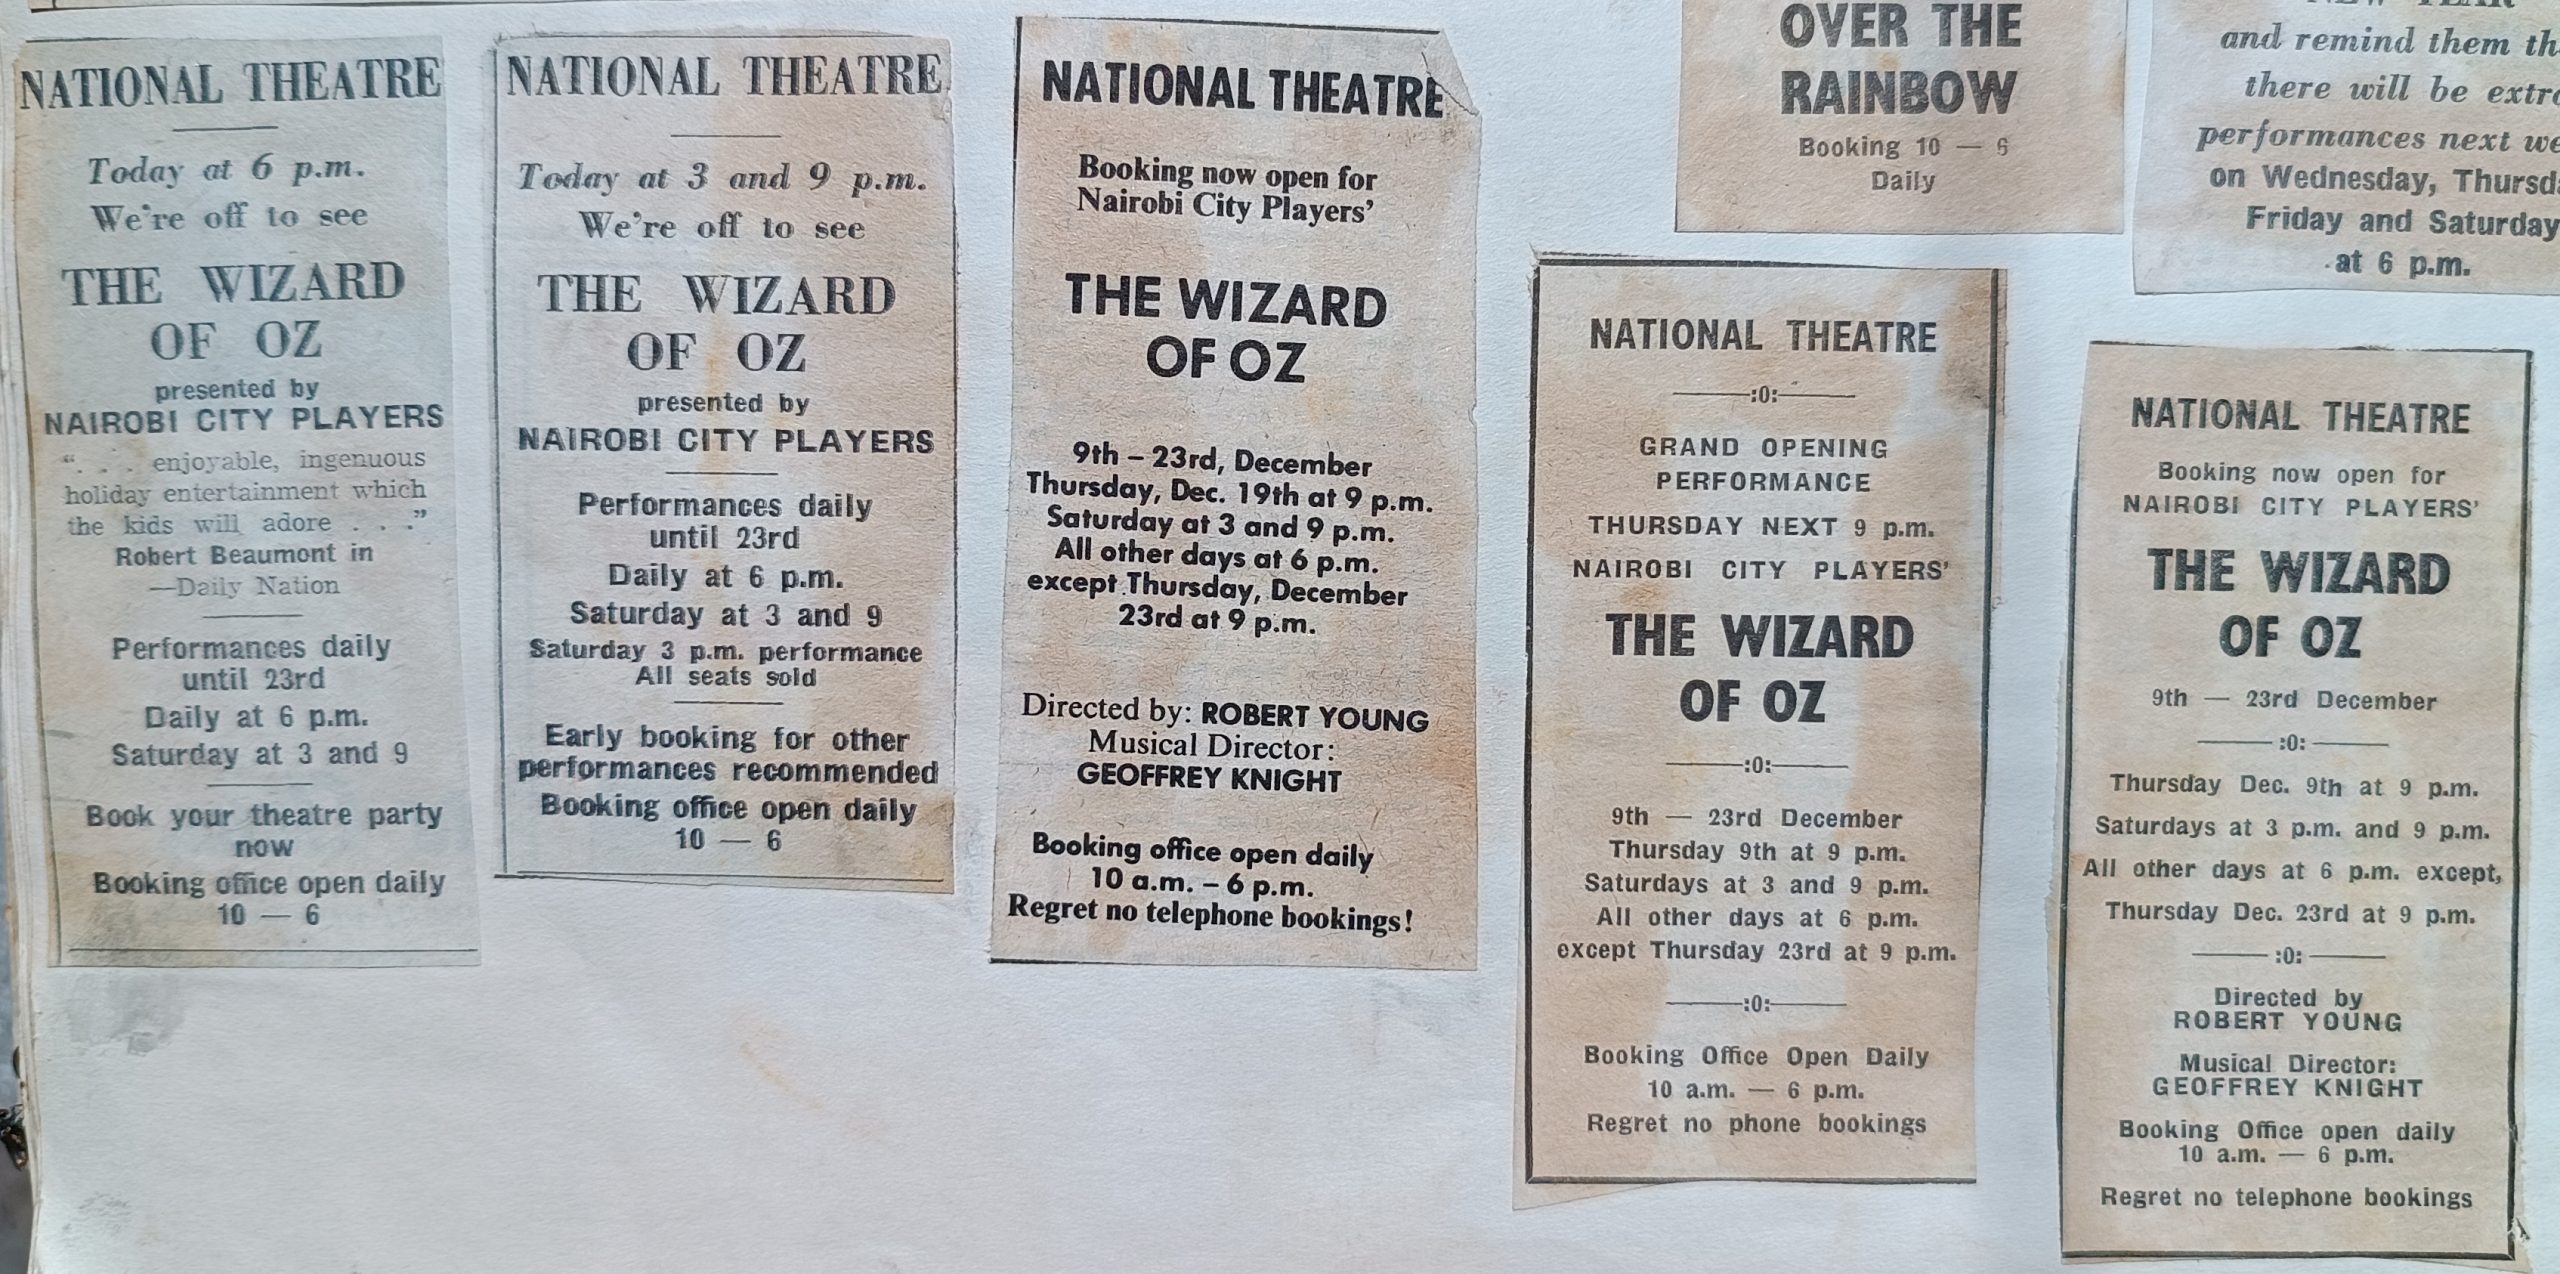 NATIONAL THEATRE
Today at 6 p.m.
We're off to see
THE WIZARD
OF OZ
presented by
NAIROBI CITY PLAYERS
". . . enjoyable, ingenuous
holiday entertainment which
the kids will adore . . ."
Robert Beaumont in
—Daily Nation
Performances daily
until 23rd
Daily at 6 p.m.
Saturday at 3 and 9
Book your theatre party
now
Booking office open daily
10 — 6
NATIONAL THEATRE
Today at 3 and 9 p.m.
We're off to see
THE WIZARD
OF OZ
presented by
NAIROBI CITY PLAYERS
Performances daily
until 23rd
Daily at 6 p.m.
Saturday at 3 and 9
Saturday 3 p.m. performance
All seats sold
Early booking for other
performances recommended
Booking office open daily
10 — 6
NATIONAL THEATRE
Booking now open for
Nairobi City Players'
THE WIZARD
OF OZ
9th – 23rd, December
Thursday, Dec. 19th at 9 p.m.
Saturday at 3 and 9 p.m.
All other days at 6 p.m.
except Thursday, December
23rd at 9 p.m.
Directed by: ROBERT YOUNG
Musical Director:
GEOFFREY KNIGHT
Booking office open daily
10 a.m. – 6 p.m.
Regret no telephone bookings!
OVER THE
RAINBOW
Booking 10 — 6
Daily
and remind them
there will be
performances next
on Wednesday,
Friday and Saturday
at 6 p.m.
NATIONAL THEATRE
:0:
GRAND OPENING
PERFORMANCE
THURSDAY NEXT 9 p.m.
NAIROBI CITY PLAYERS'
THE WIZARD
OF OZ
:0:
9th — 23rd December
Thursday 9th at 9 p.m.
Saturdays at 3 and 9 p.m.
All other days at 6 p.m.
except Thursday 23rd at 9 p.m.
:0:
Booking Office Open Daily
10 a.m. — 6 p.m.
Regret no phone bookings
NATIONAL THEATRE
Booking now open for
NAIROBI CITY PLAYERS'
THE WIZARD
OF OZ
9th — 23rd December
:0:
Thursday Dec. 9th at 9 p.m.
Saturdays at 3 p.m. and 9 p.m.
All other days at 6 p.m. except,
Thursday Dec. 23rd at 9 p.m.
:0:
Directed by
ROBERT YOUNG
Musical Director:
GEOFFREY KNIGHT
Booking Office open daily
10 a.m. — 6 p.m.
Regret no telephone bookings